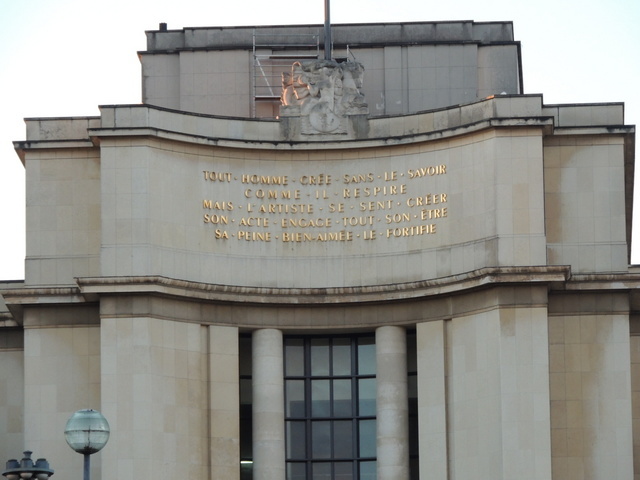 TOUT · HOMME · CRÉE · SANS · LE · SAVOIR
COMME · IL · RESPIRE
MAIS · L'ARTISTE · SE · SENT · CRÉER
SON · ACTE · ENGAGE · TOUT · SON · ÊTRE
SA · PEINE · BIEN-AIMÉE · LE · FORTIFIE